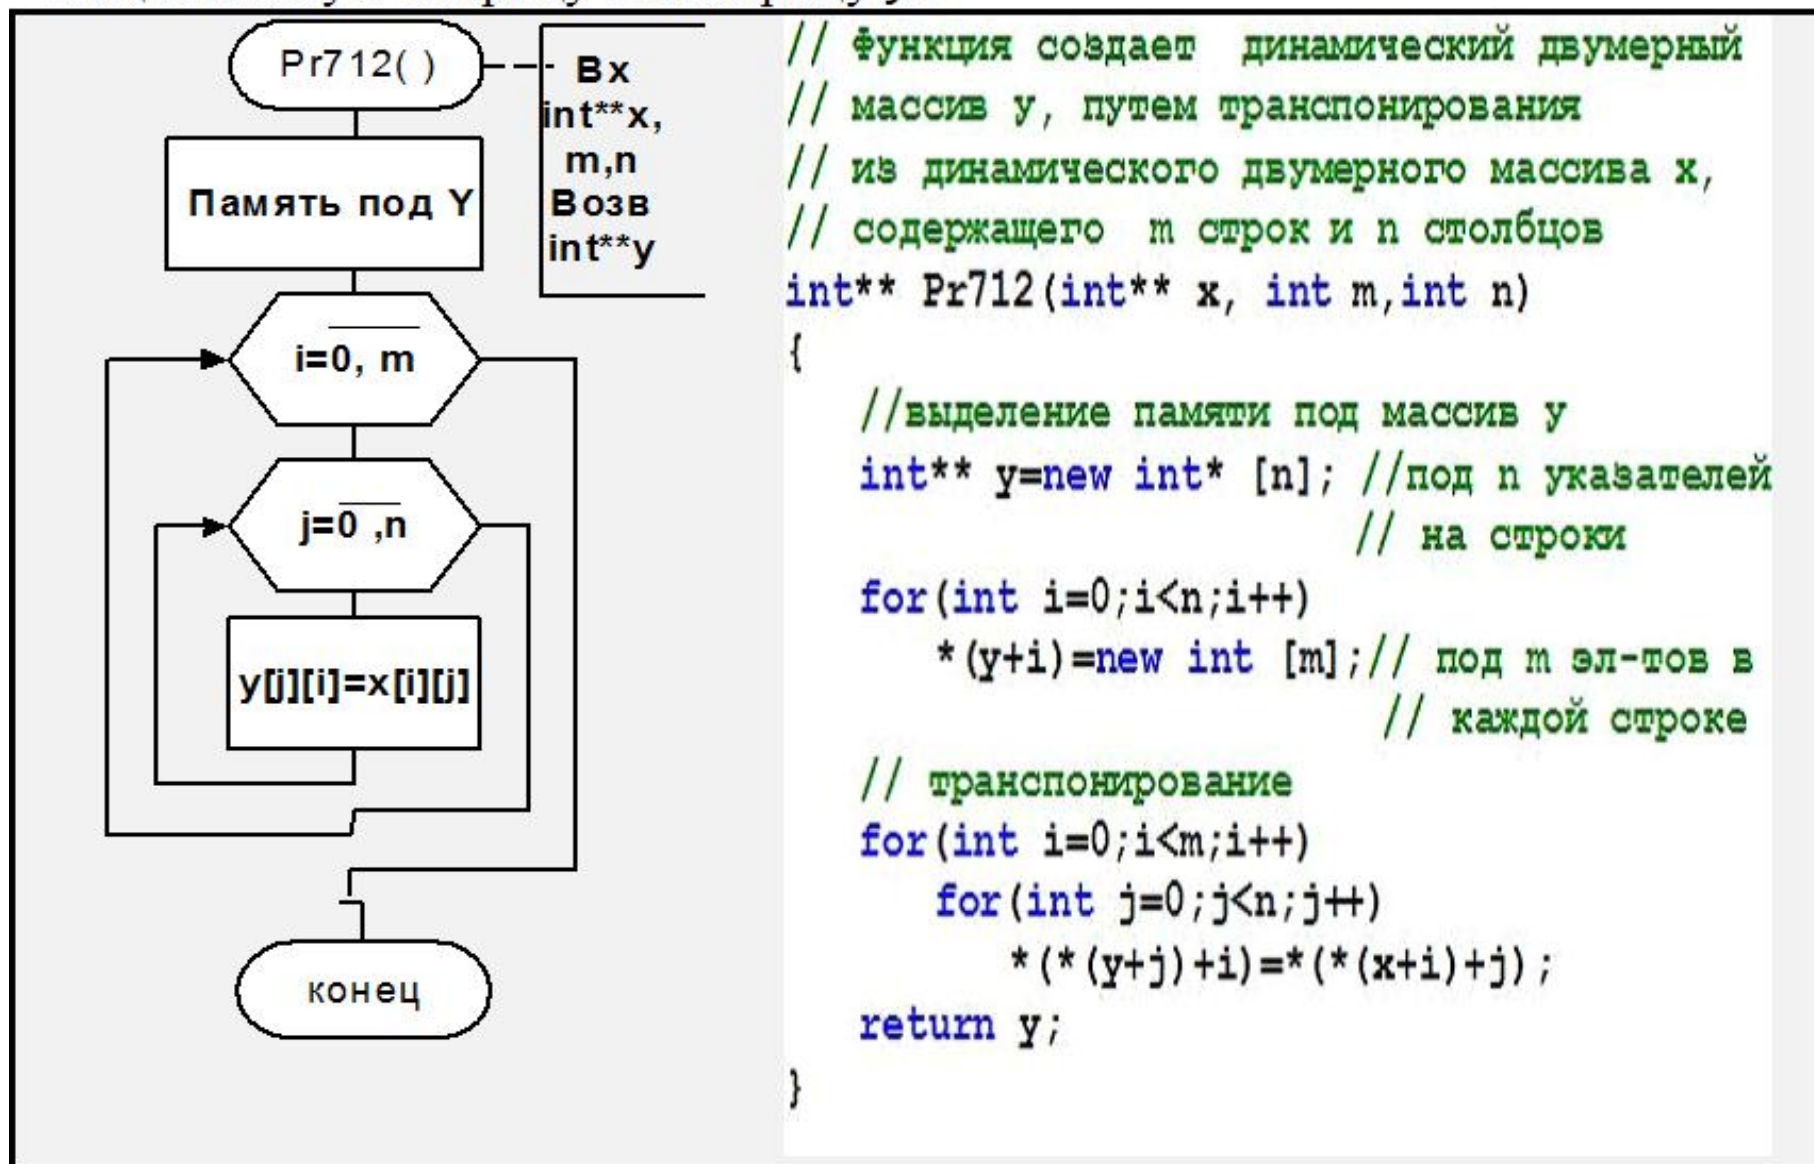 Pr712( )
Вх
int**x,
m,n
Возв
int**y
Память под Y
i=0, m
j=0 ,n
y[j][i]=x[i][j]
конец
// Функция создает динамический двумерный
// массив y, путем транспонирования
// из динамического двумерного массива x,
// содержащего m строк и n столбцов
int** Pr712(int** x, int m,int n)
{
//выделение памяти под массив y
int** y=new int* [n]; //под n указателей
// на строки
for(int i=0;i<n;i++)
*(y+i)=new int [m];// под m эл-тов в
// каждой строке
// транспонирование
for(int i=0;i<m;i++)
for(int j=0;j<n;j++)
*(*(y+j)+i)=*(*(x+i)+j);
return y;
}